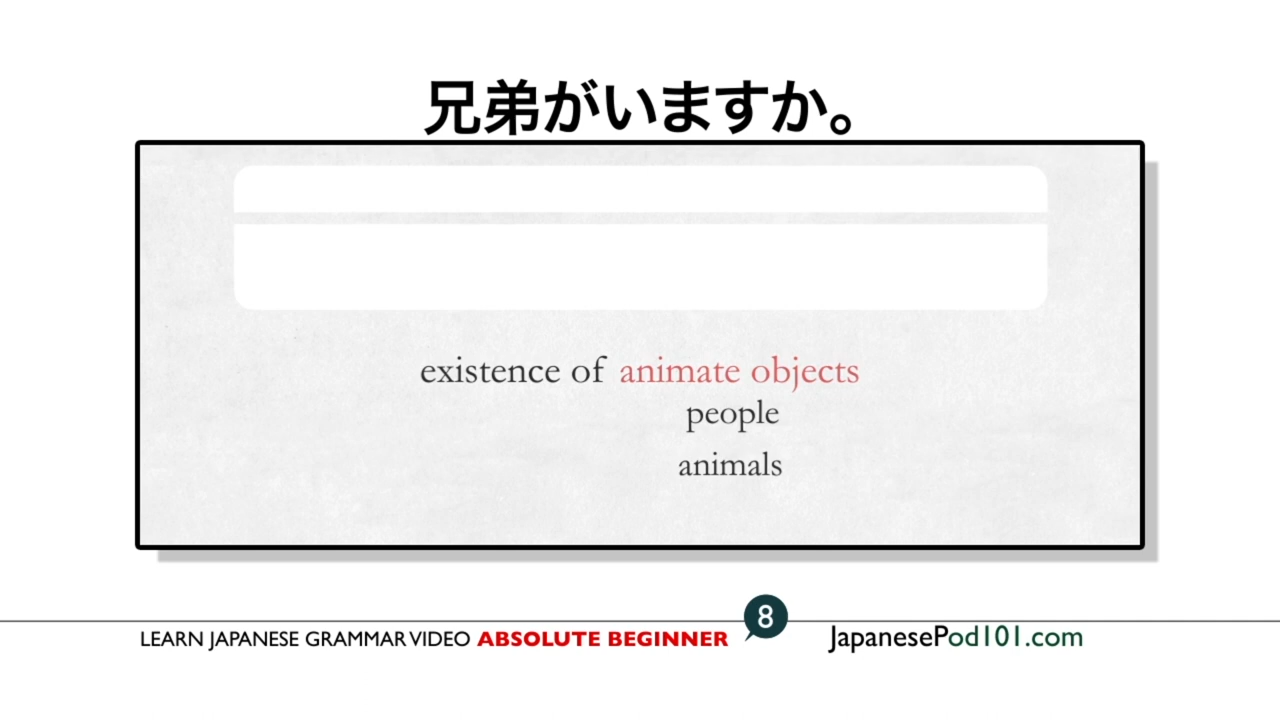 兄弟がいますか。
existence of animate objects
people
animals
8
LEARN JAPANESE GRAMMAR VIDEO ABSOLUTE BEGINNER
JapanesePod101.com